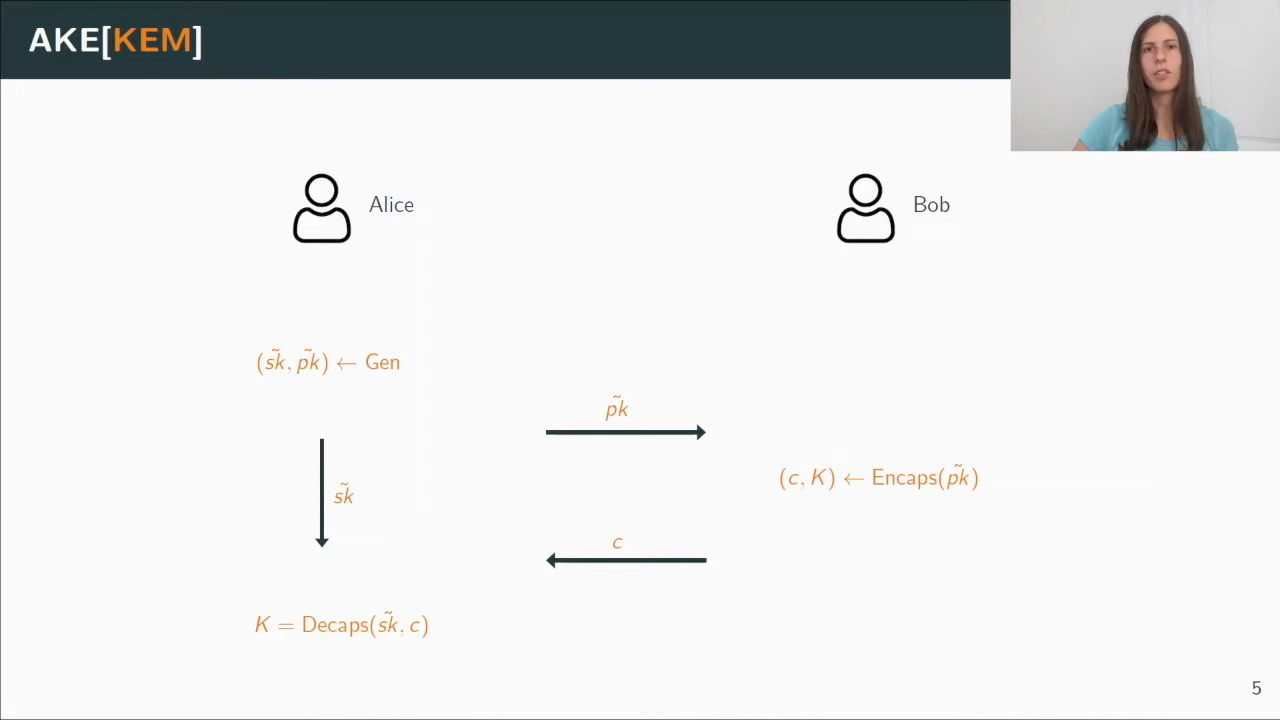 AKE[KEM]
Alice
Bob
(s̃k, p̃k) ← Gen
p̃k
(c, K) ← Encaps(p̃k)
s̃k
c
K = Decaps(s̃k, c)
5